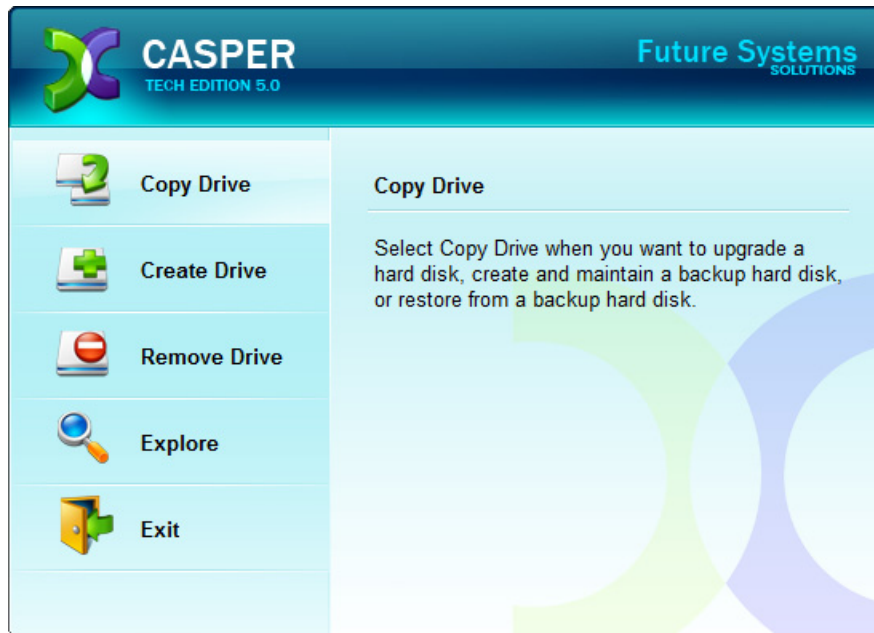 CASPER
TECH EDITION 5.0
Future Systems
SOLUTIONS
Copy Drive
Create Drive
Remove Drive
Explore
Exit
Copy Drive
Select Copy Drive when you want to upgrade a
hard disk, create and maintain a backup hard disk,
or restore from a backup hard disk.